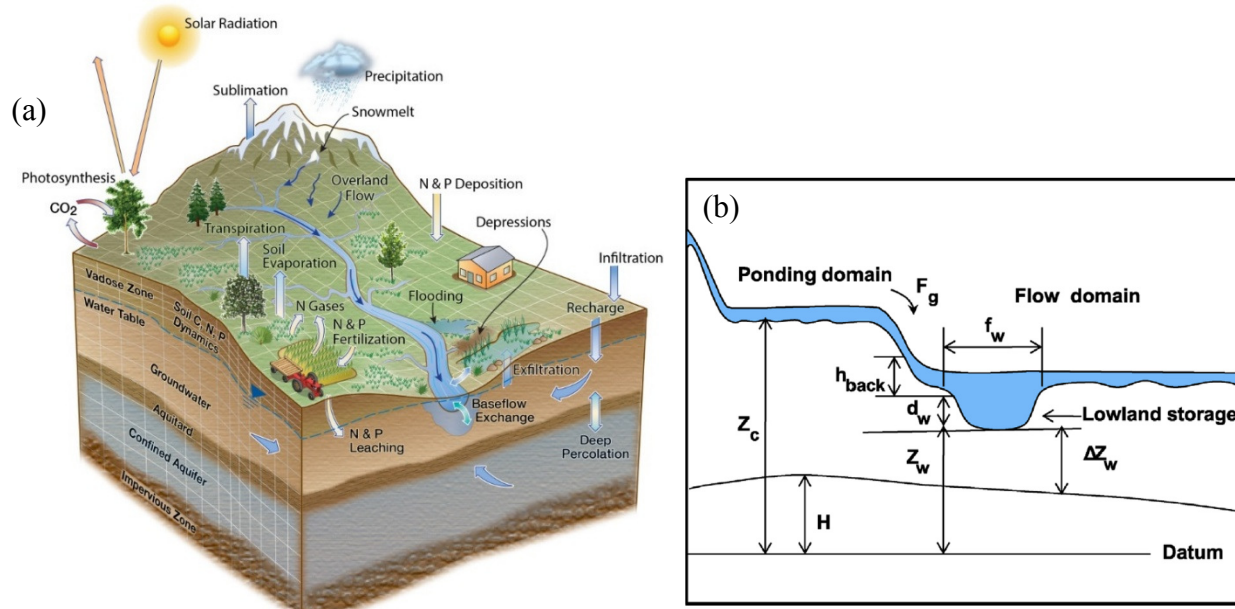 (a)
Solar Radiation
Precipitation
Sublimation
Snowmelt
Photosynthesis
CO2
Overland
Flow
N & P Deposition
Depressions
Transpiration
Soil
Evaporation
Infiltration
Vadose Zone
Water Table
Soil C, N, P
Dynamics
N Gases
Flooding
Recharge
N & P
Fertilization
Exfiltration
Groundwater
Baseflow
Exchange
Aquitard
N & P
Leaching
Deep
Percolation
Confined Aquifer
Impervious Zone
(b)
Ponding domain
Fg
Flow domain
fw
hback
dw
Lowland storage
Zc
Zw
ΔZw
H
Datum